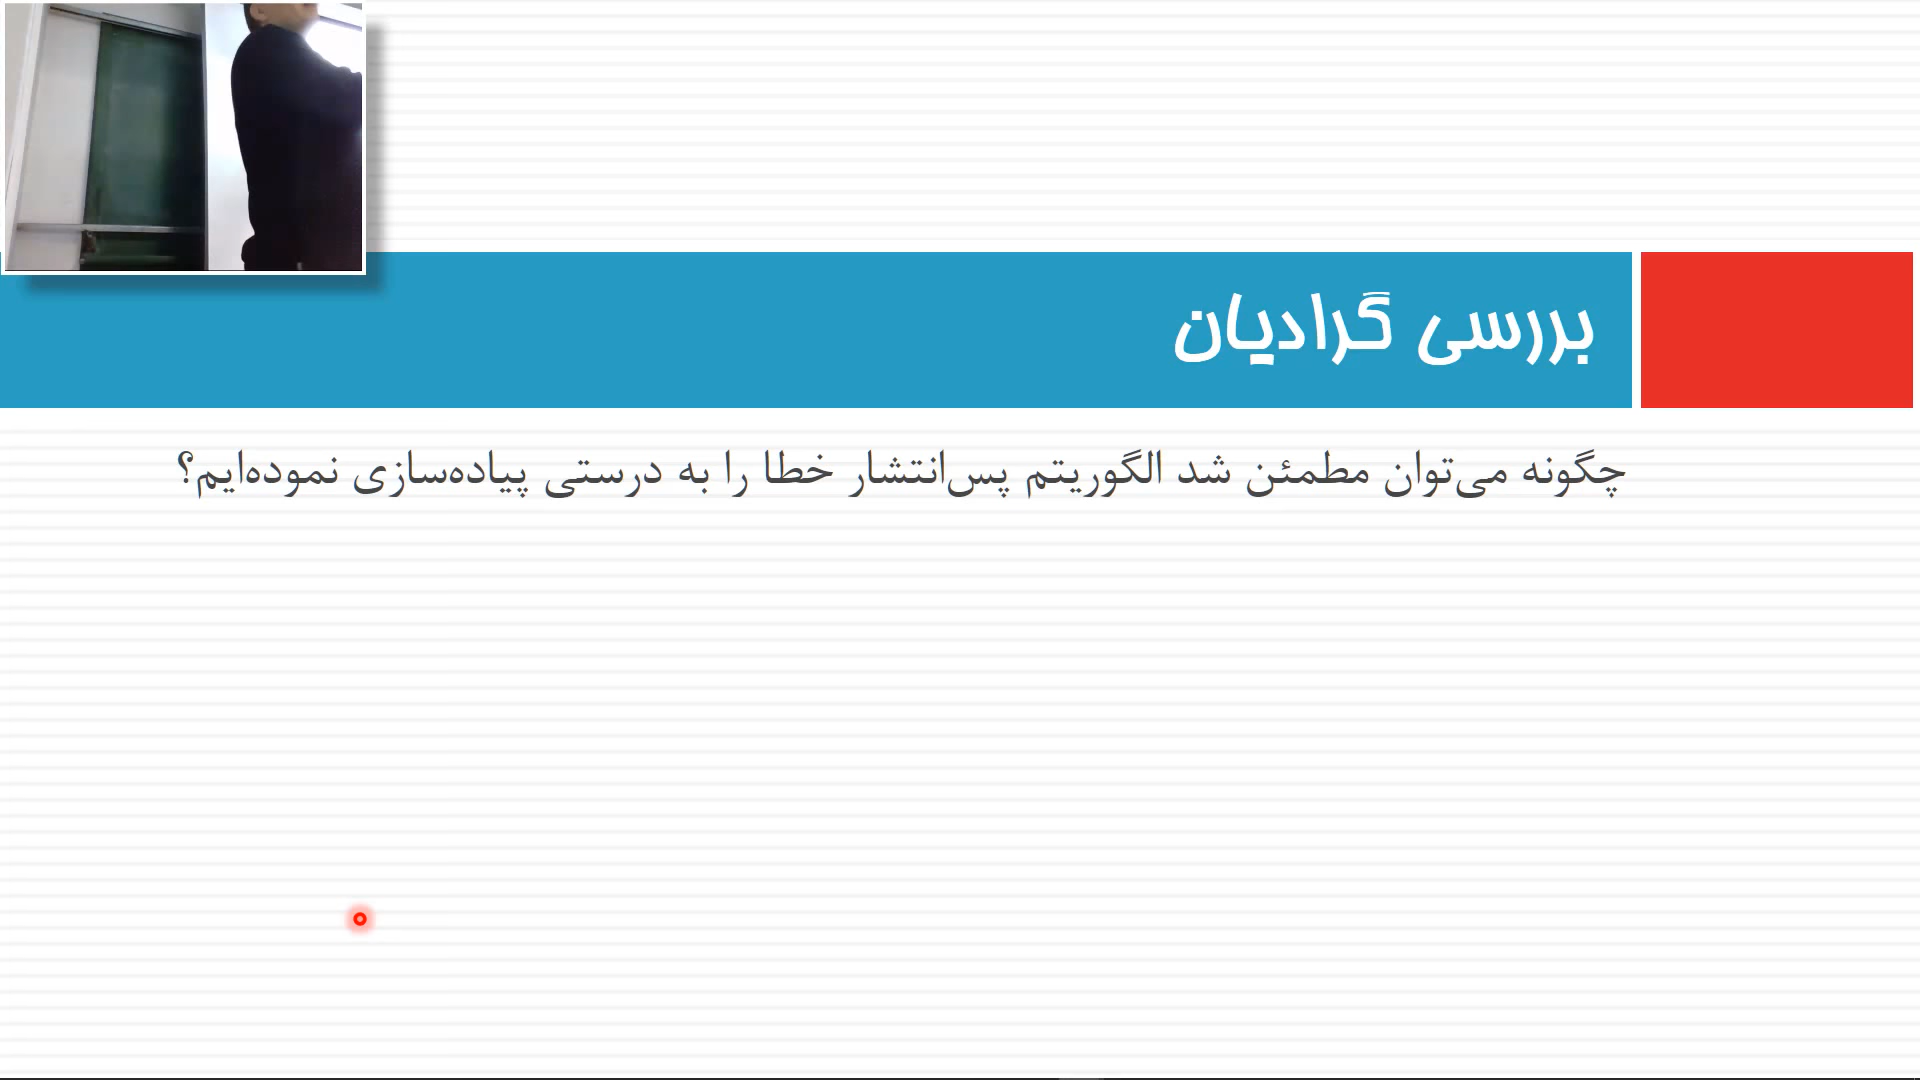 بررسی گرادیان
چگونه می‌توان مطمئن شد الگوریتم پس‌انتشار خطا را به درستی پیاده‌سازی نموده‌ایم؟